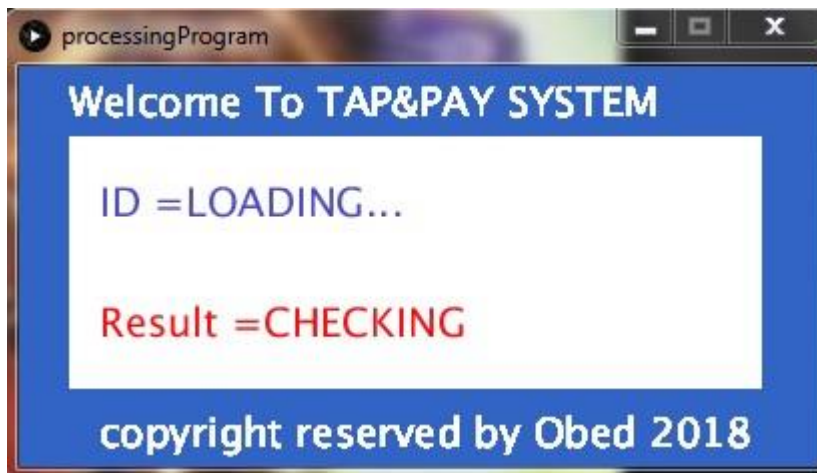 processingProgram
Welcome To TAP&PAY SYSTEM
ID =LOADING...
Result =CHECKING
copyright reserved by Obed 2018